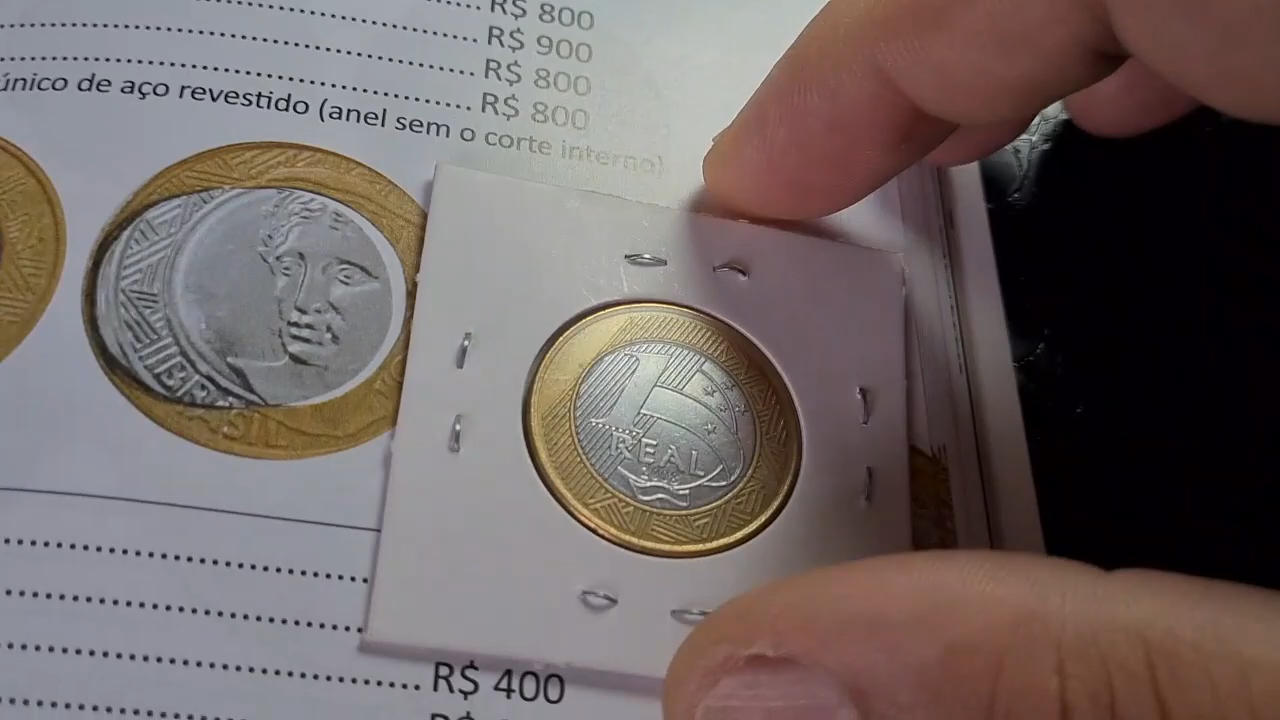 R$ 800
R$ 900
R$ 800
R$ 800
único de aço revestido (anel sem o corte interno)
BRASIL
1
REAL
R$ 400